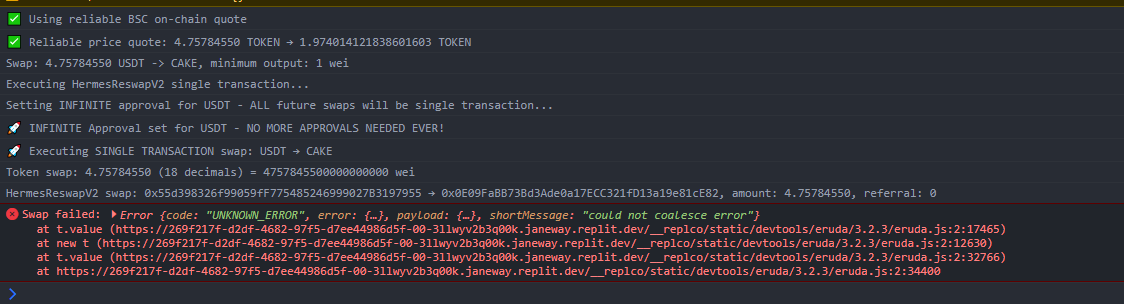 Using reliable BSC on-chain quote
Reliable price quote: 4.75784550 TOKEN → 1.974014121838601603 TOKEN
Swap: 4.75784550 USDT -> CAKE, minimum output: 1 wei
Executing HermesReswapV2 single transaction...
Setting INFINITE approval for USDT - ALL future swaps will be single transaction...
🚀 INFINITE Approval set for USDT - NO MORE APPROVALS NEEDED EVER!
🚀 Executing SINGLE TRANSACTION swap: USDT → CAKE
Token swap: 4.75784550 (18 decimals) = 4757845500000000000 wei
HermesReswapV2 swap: 0x55d398326f99059fF775485246999027B3197955 → 0x0E09FaBB73Bd3Ade0a17ECC321fD13a19e81cE82, amount: 4.75784550, referral: 0
Swap failed: ▶Error {code: "UNKNOWN_ERROR", error: {…}, payload: {…}, shortMessage: "could not coalesce error"}
at t.value (https://269f217f-d2df-4682-97f5-d7ee44986d5f-00-3llwyv2b3q00k.janeway.replit.dev/__replco/static/devtools/eruda/3.2.3/eruda.js:2:17465)
at new t (https://269f217f-d2df-4682-97f5-d7ee44986d5f-00-3llwyv2b3q00k.janeway.replit.dev/__replco/static/devtools/eruda/3.2.3/eruda.js:2:12630)
at t.value (https://269f217f-d2df-4682-97f5-d7ee44986d5f-00-3llwyv2b3q00k.janeway.replit.dev/__replco/static/devtools/eruda/3.2.3/eruda.js:2:32766)
at https://269f217f-d2df-4682-97f5-d7ee44986d5f-00-3llwyv2b3q00k.janeway.replit.dev/__replco/static/devtools/eruda/3.2.3/eruda.js:2:34400